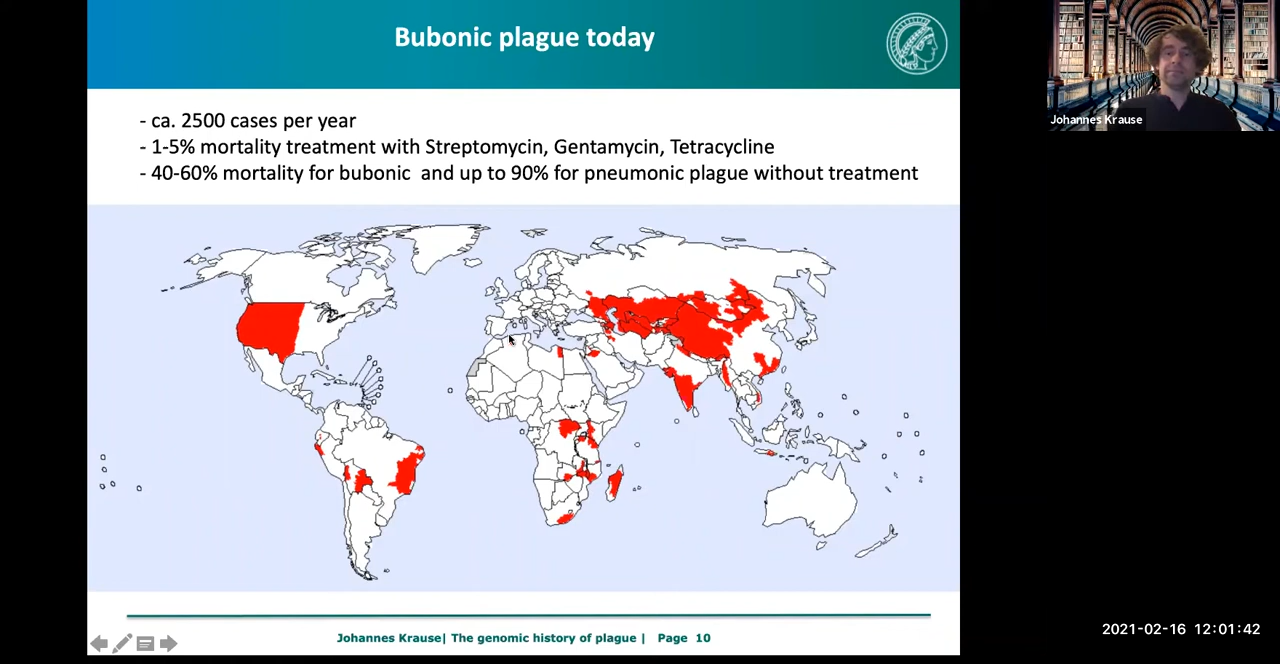 Bubonic plague today
- ca. 2500 cases per year
- 1-5% mortality treatment with Streptomycin, Gentamycin, Tetracycline
- 40-60% mortality for bubonic  and up to 90% for pneumonic plague without treatment
Johannes Krause
Johannes Krause| The genomic history of plague |   Page  10
2021-02-16 12:01:42